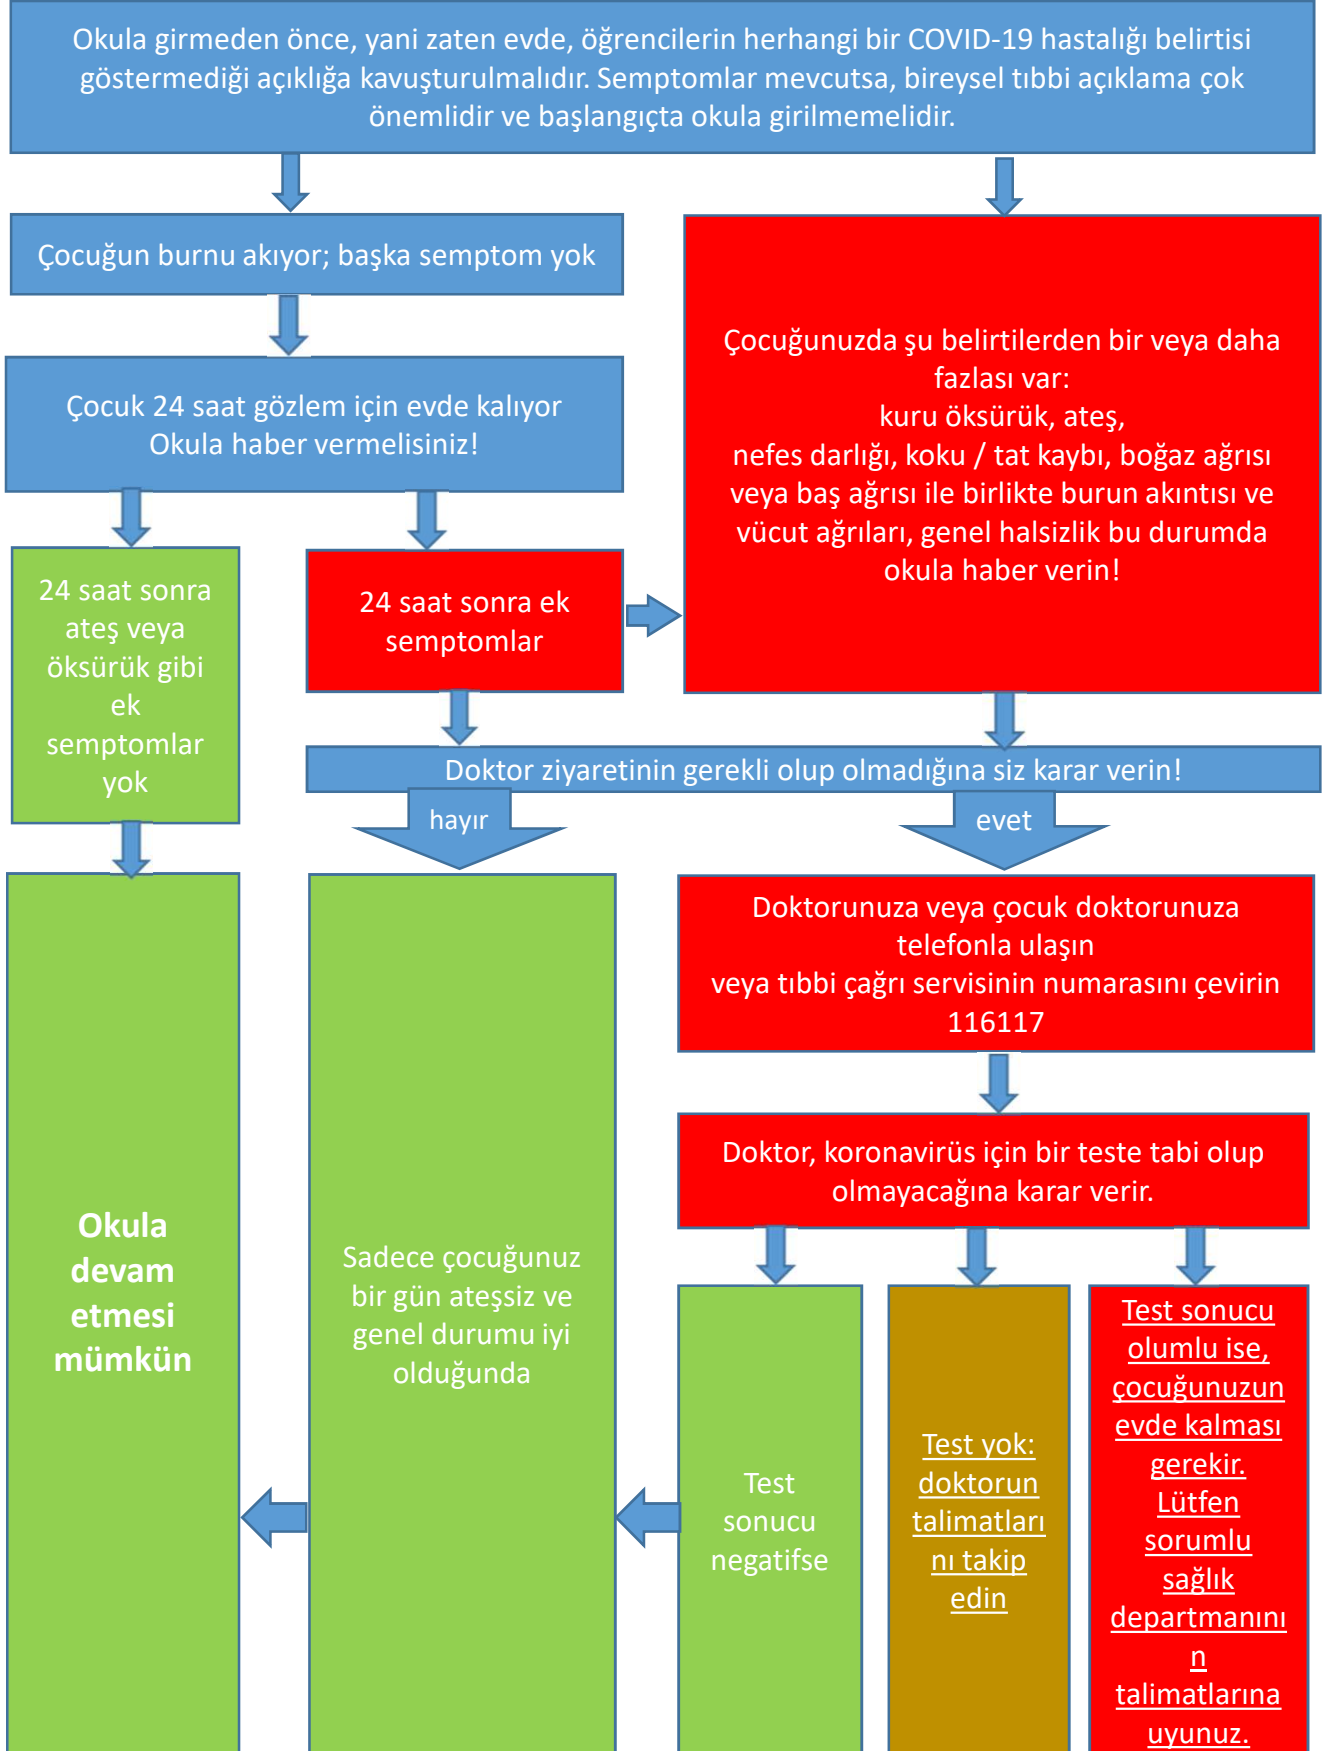 Okula girmeden önce, yani zaten evde, öğrencilerin herhangi bir COVID-19 hastalığı belirtisi
göstermediği açıklığa kavuşturulmalıdır. Semptomlar mevcutsa, bireysel tıbbi açıklama çok
önemlidir ve başlangıçta okula girilmemelidir.
Çocuğun burnu akıyor; başka semptom yok
Çocuk 24 saat gözlem için evde kalıyor
Okula haber vermelisiniz!
Çocuğunuzda şu belirtilerden bir veya daha
fazlası var:
kuru öksürük, ateş,
nefes darlığı, koku / tat kaybı, boğaz ağrısı
veya baş ağrısı ile birlikte burun akıntısı ve
vücut ağrıları, genel halsizlik bu durumda
okula haber verin!
24 saat sonra
ateş veya
öksürük gibi
ek
semptomlar
yok
24 saat sonra ek
semptomlar
Doktor ziyaretinin gerekli olup olmadığına siz karar verin!
hayır
evet
Doktorunuza veya çocuk doktorunuza
telefonla ulaşın
veya tıbbi çağrı servisinin numarasını çevirin
116117
Doktor, koronavirüs için bir teste tabi olup
olmayacağına karar verir.
Okula
devam
etmesi
mümkün
Sadece çocuğunuz
bir gün ateşsiz ve
genel durumu iyi
olduğunda
Test
sonucu
negatifse
Test yok:
doktorun
talimatları
nı takip
edin
Test sonucu
olumlu ise,
çocuğunuzun
evde kalması
gerekir.
Lütfen
sorumlu
sağlık
departmanını
n
talimatlarına
uyunuz.